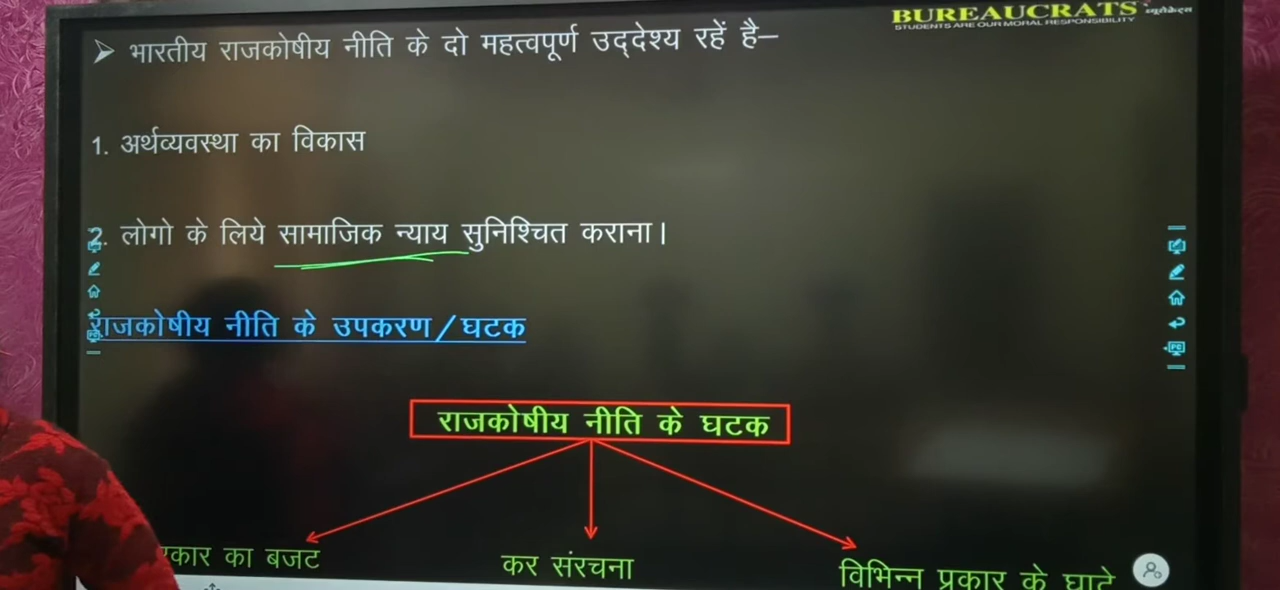 BUREAUCRATS ब्यूरोक्रेट्स
STUDENTS ARE OUR MORAL RESPONSIBILITY
➤ भारतीय राजकोषीय नीति के दो महत्वपूर्ण उद्देश्य रहें है–
1. अर्थव्यवस्था का विकास
2. लोगो के लिये सामाजिक न्याय सुनिश्चित कराना।
राजकोषीय नीति के उपकरण/घटक
राजकोषीय नीति के घटक
का बजट कर संरचना विभिन्न प्रकार के घाटे